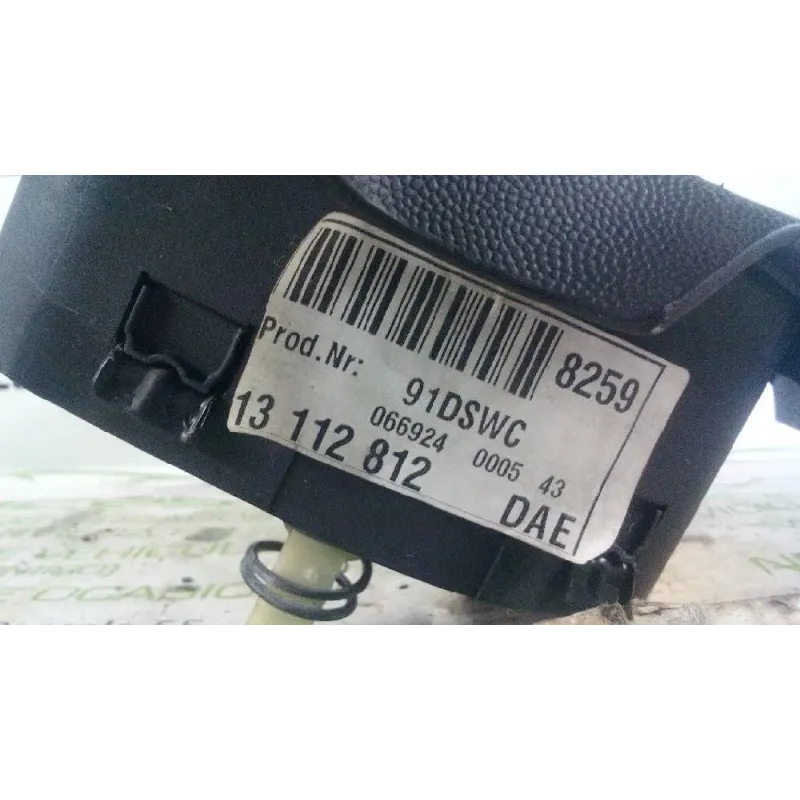 8259
Prod.Nr: 91DSWC
066924 0005 43
13 112 812 DAE